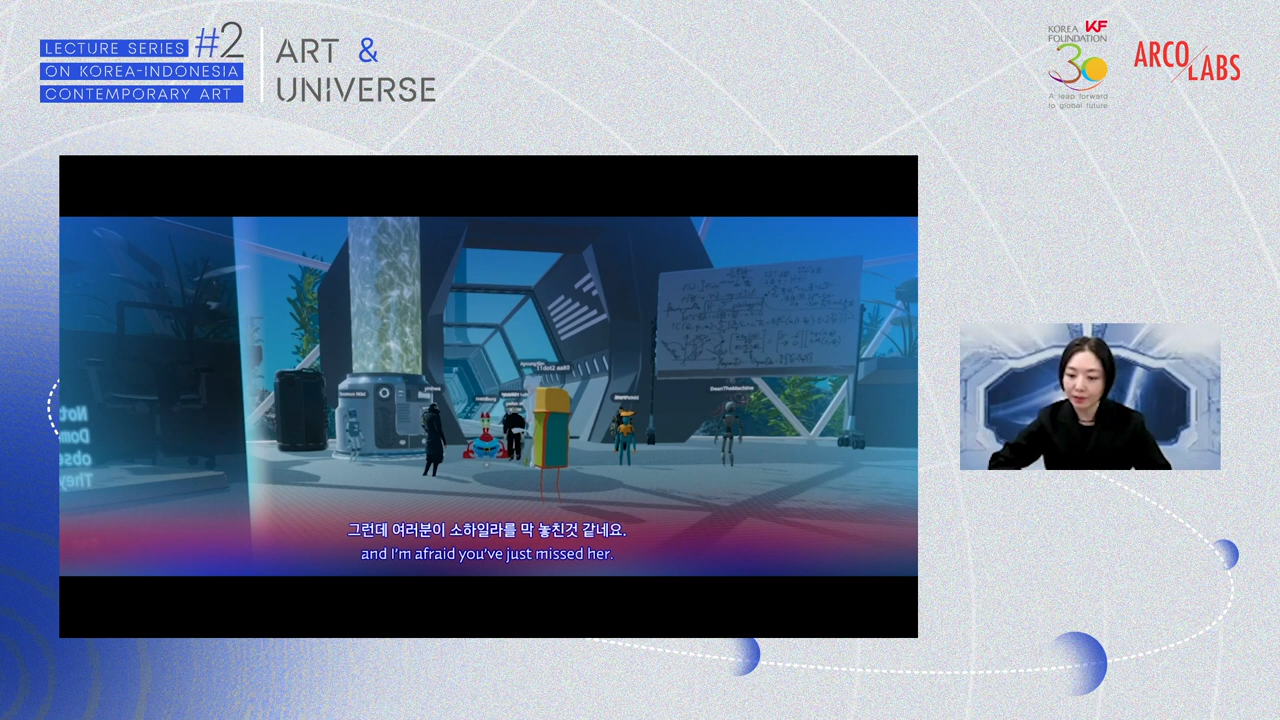 LECTURE SERIES #2
ON KOREA-INDONESIA
CONTEMPORARY ART
ART &
UNIVERSE
KOREA KF
FOUNDATION
30
A leap forward
to global future
ARCO/LABS
DeanTheMachine
그런데 여러분이 소하일라를 막 놓친것 같네요.
and I'm afraid you've just missed her.